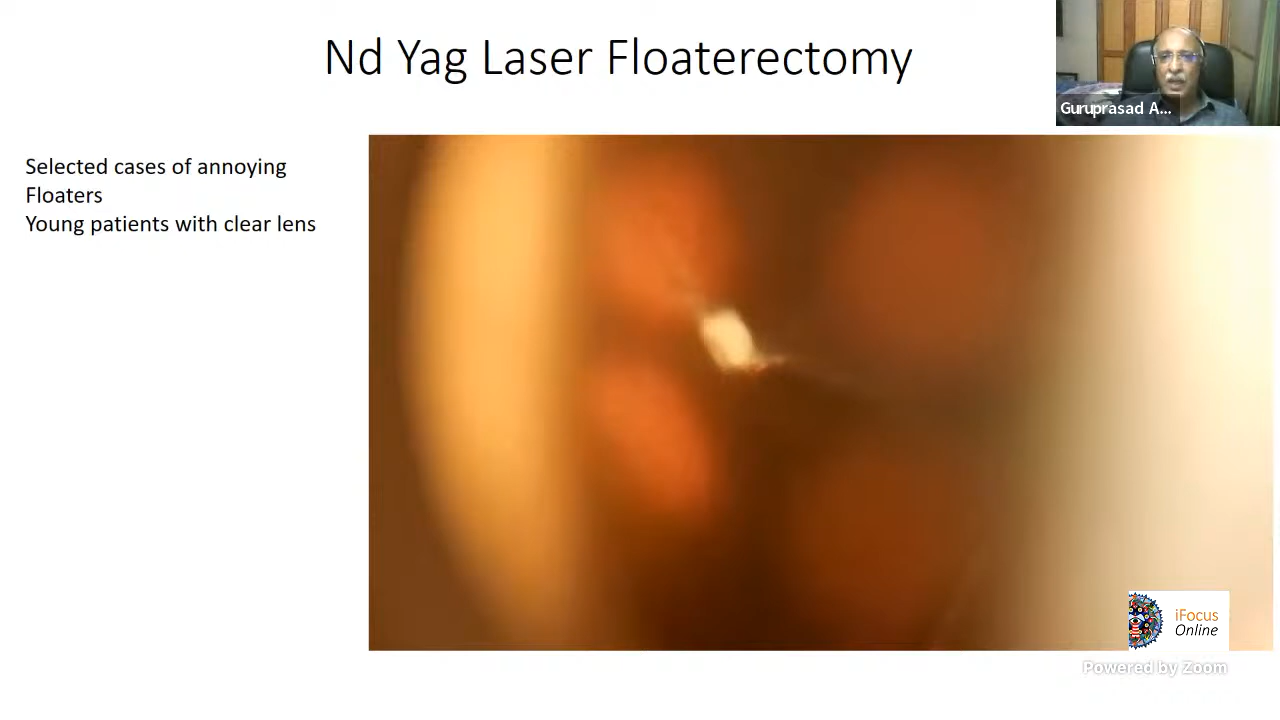 Nd Yag Laser Floaterectomy
Guruprasad A...
Selected cases of annoying
Floaters
Young patients with clear lens
iFocus
Online
Powered by Zoom